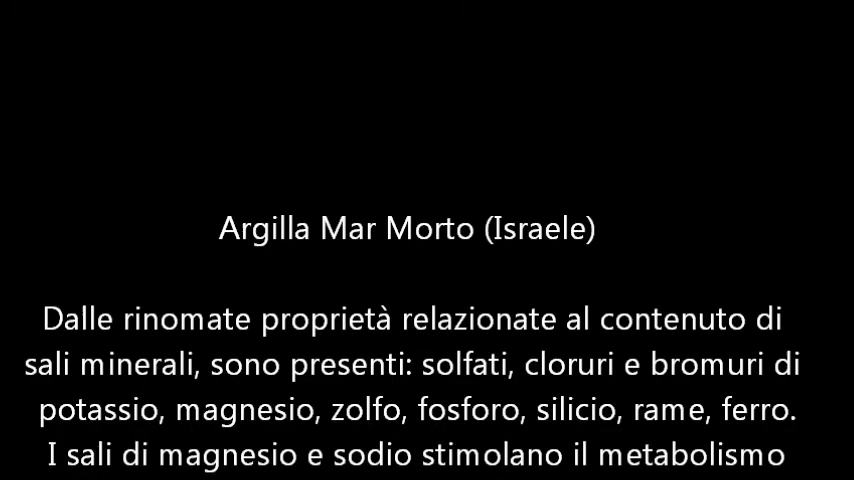 Argilla Mar Morto (Israele)
Dalle rinomate proprietà relazionate al contenuto di
sali minerali, sono presenti: solfati, cloruri e bromuri di
potassio, magnesio, zolfo, fosforo, silicio, rame, ferro.
I sali di magnesio e sodio stimolano il metabolismo